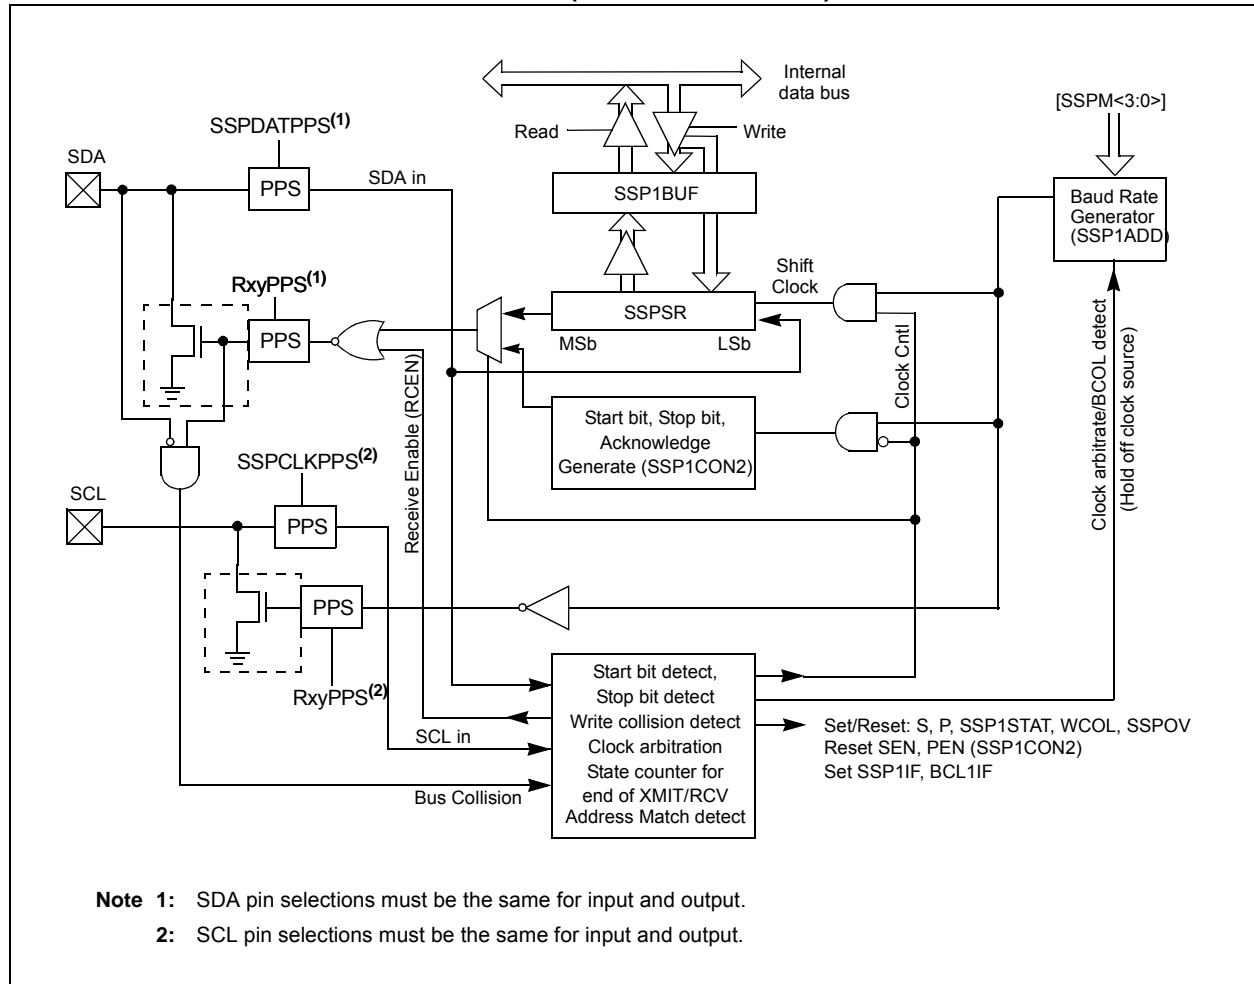 Internal
data bus
[SSPM<3:0>]
SSPDATPPS(1)
Read
Write
SDA
PPS
SDA in
SSP1BUF
Baud Rate
Generator
(SSP1ADD)
RxyPPS(1)
Shift
Clock
PPS
SSPSR
MSb
LSb
Clock Cntl
Receive Enable (RCEN)
Clock arbitrate/BCOL detect
(Hold off clock source)
Start bit, Stop bit,
Acknowledge
Generate (SSP1CON2)
SSPCLKPPS(2)
SCL
PPS
PPS
RxyPPS(2)
Start bit detect,
Stop bit detect
Write collision detect
Clock arbitration
State counter for
end of XMIT/RCV
Address Match detect
SCL in
Bus Collision
Set/Reset: S, P, SSP1STAT, WCOL, SSPOV
Reset SEN, PEN (SSP1CON2)
Set SSP1IF, BCL1IF
Note 1: SDA pin selections must be the same for input and output.
2: SCL pin selections must be the same for input and output.